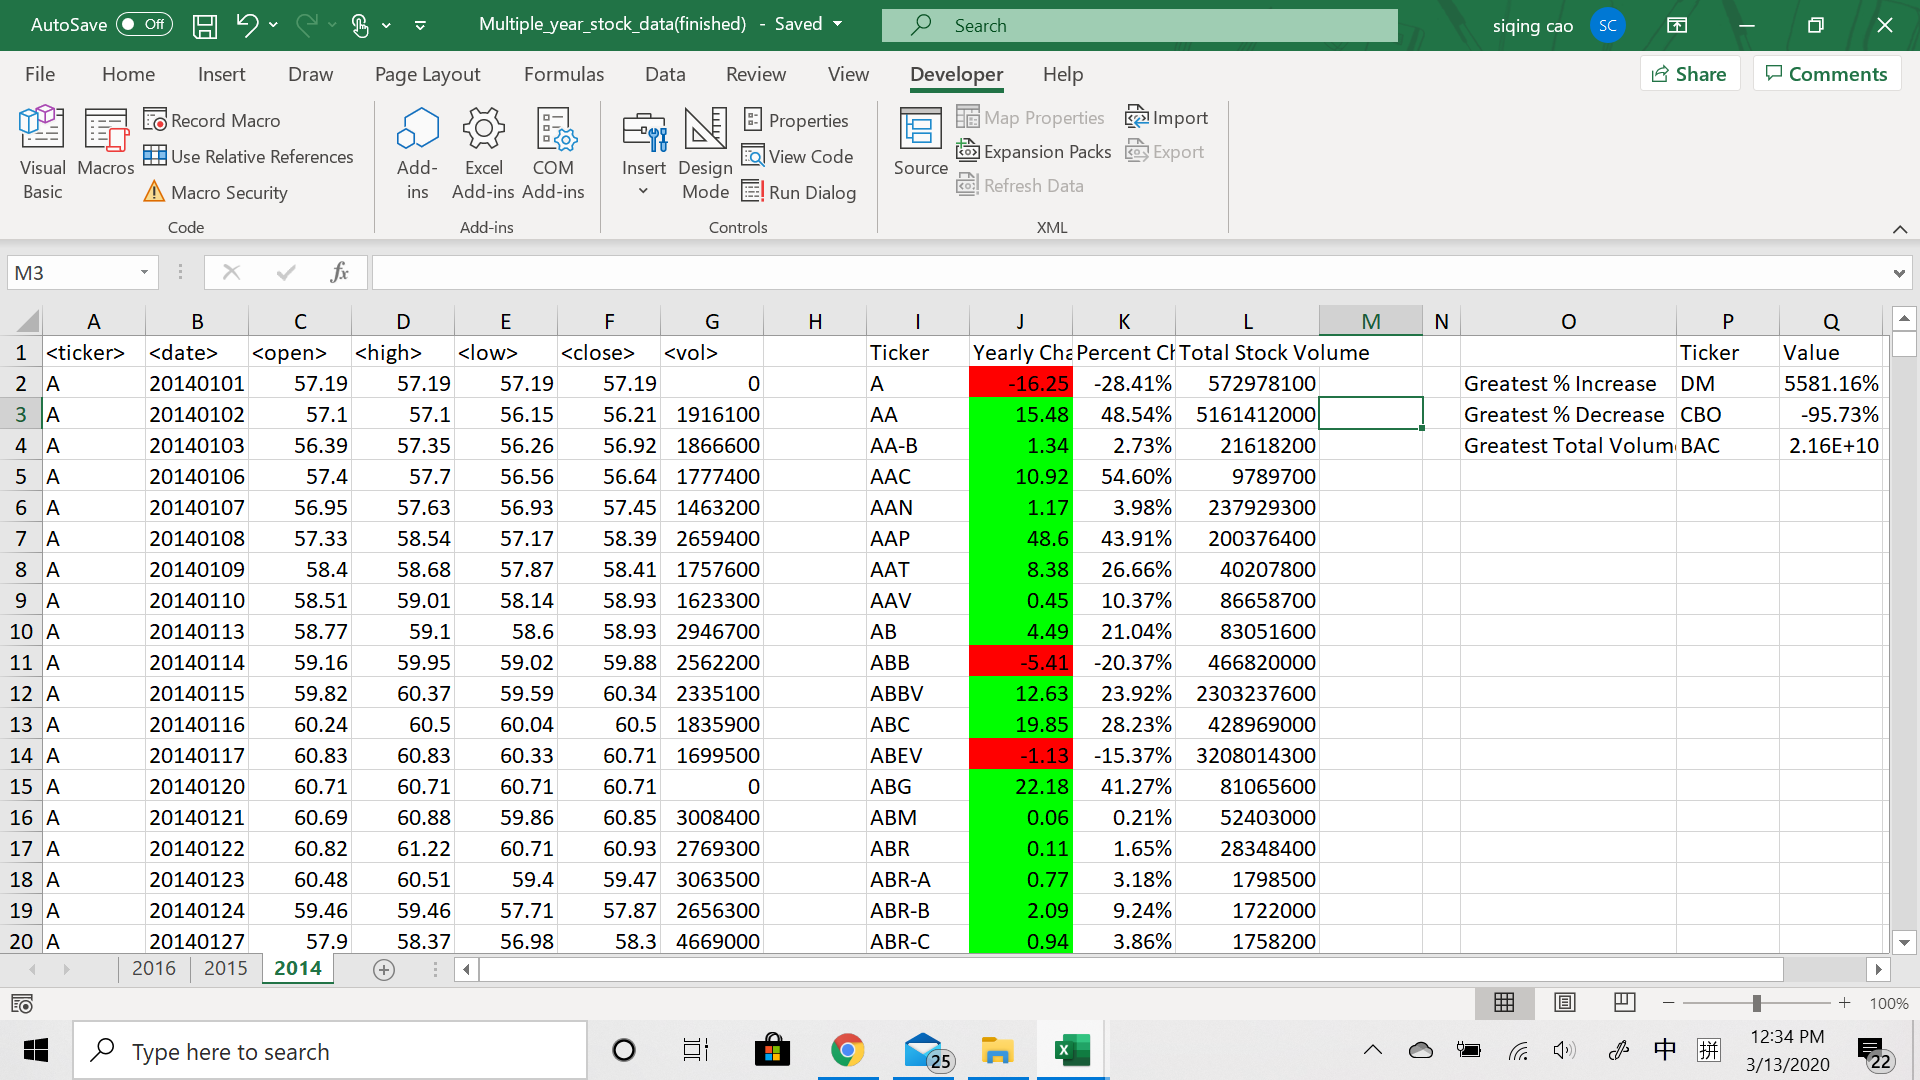 AutoSave Off Multiple_year_stock_data(finished) - Saved Search siqing cao SC
File Home Insert Draw Page Layout Formulas Data Review View Developer Help Share Comments
Visual Basic Macros Record Macro Use Relative References Macro Security
Add-ins Excel Add-ins COM Add-ins
Insert Design Mode Properties View Code Run Dialog
Source Map Properties Expansion Packs Refresh Data Import Export
Code Add-ins Controls XML
M3 fx
A B C D E F G H I J K L M N O P Q
1 <ticker> <date> <open> <high> <low> <close> <vol> Ticker Yearly Cha Percent Ch Total Stock Volume Ticker Value
2 A 20140101 57.19 57.19 57.19 57.19 0 A -16.25 -28.41% 572978100 Greatest % Increase DM 5581.16%
3 A 20140102 57.1 57.1 56.15 56.21 1916100 AA 15.48 48.54% 5161412000 Greatest % Decrease CBO -95.73%
4 A 20140103 56.39 57.35 56.26 56.92 1866600 AA-B 1.34 2.73% 21618200 Greatest Total Volum BAC 2.16E+10
5 A 20140106 57.4 57.7 56.56 56.64 1777400 AAC 10.92 54.60% 9789700
6 A 20140107 56.95 57.63 56.93 57.45 1463200 AAN 1.17 3.98% 237929300
7 A 20140108 57.33 58.54 57.17 58.39 2659400 AAP 48.6 43.91% 200376400
8 A 20140109 58.4 58.68 57.87 58.41 1757600 AAT 8.38 26.66% 40207800
9 A 20140110 58.51 59.01 58.14 58.93 1623300 AAV 0.45 10.37% 86658700
10 A 20140113 58.77 59.1 58.6 58.93 2946700 AB 4.49 21.04% 83051600
11 A 20140114 59.16 59.95 59.02 59.88 2562200 ABB -5.41 -20.37% 466820000
12 A 20140115 59.82 60.37 59.59 60.34 2335100 ABBV 12.63 23.92% 2303237600
13 A 20140116 60.24 60.5 60.04 60.5 1835900 ABC 19.85 28.23% 428969000
14 A 20140117 60.83 60.83 60.33 60.71 1699500 ABEV -1.13 -15.37% 3208014300
15 A 20140120 60.71 60.71 60.71 60.71 0 ABG 22.18 41.27% 81065600
16 A 20140121 60.69 60.88 59.86 60.85 3008400 ABM 0.06 0.21% 52403000
17 A 20140122 60.82 61.22 60.71 60.93 2769300 ABR 0.11 1.65% 28348400
18 A 20140123 60.48 60.51 59.4 59.47 3063500 ABR-A 0.77 3.18% 1798500
19 A 20140124 59.46 59.46 57.71 57.87 2656300 ABR-B 2.09 9.24% 1722000
20 A 20140127 57.9 58.37 56.98 58.3 4669000 ABR-C 0.94 3.86% 1758200
2016 2015 2014
100%
Type here to search 25 中 拼 12:34 PM 22
3/13/2020